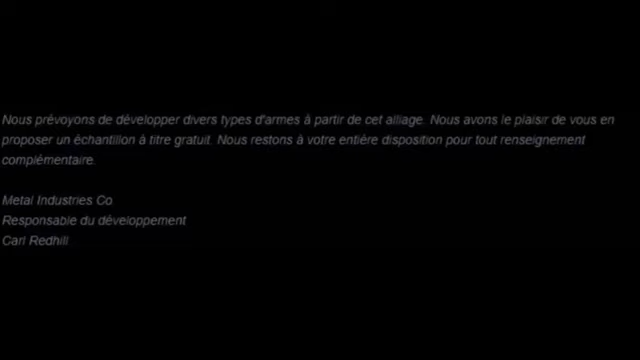 Nous prévoyons de développer divers types d'armes à partir de cet alliage. Nous avons le plaisir de vous en
proposer un échantillon à titre gratuit. Nous restons à votre entière disposition pour tout renseignement
complémentaire.
Metal Industries Co
Responsable du développement
Carl Redhill